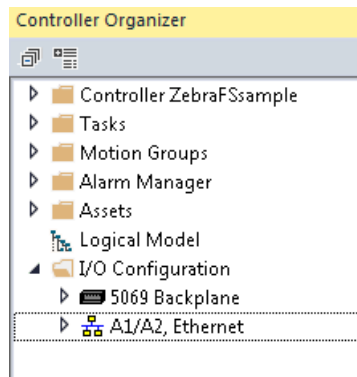 Controller Organizer
Controller ZebraFSsample
Tasks
Motion Groups
Alarm Manager
Assets
Logical Model
I/O Configuration
5069 Backplane
A1/A2, Ethernet